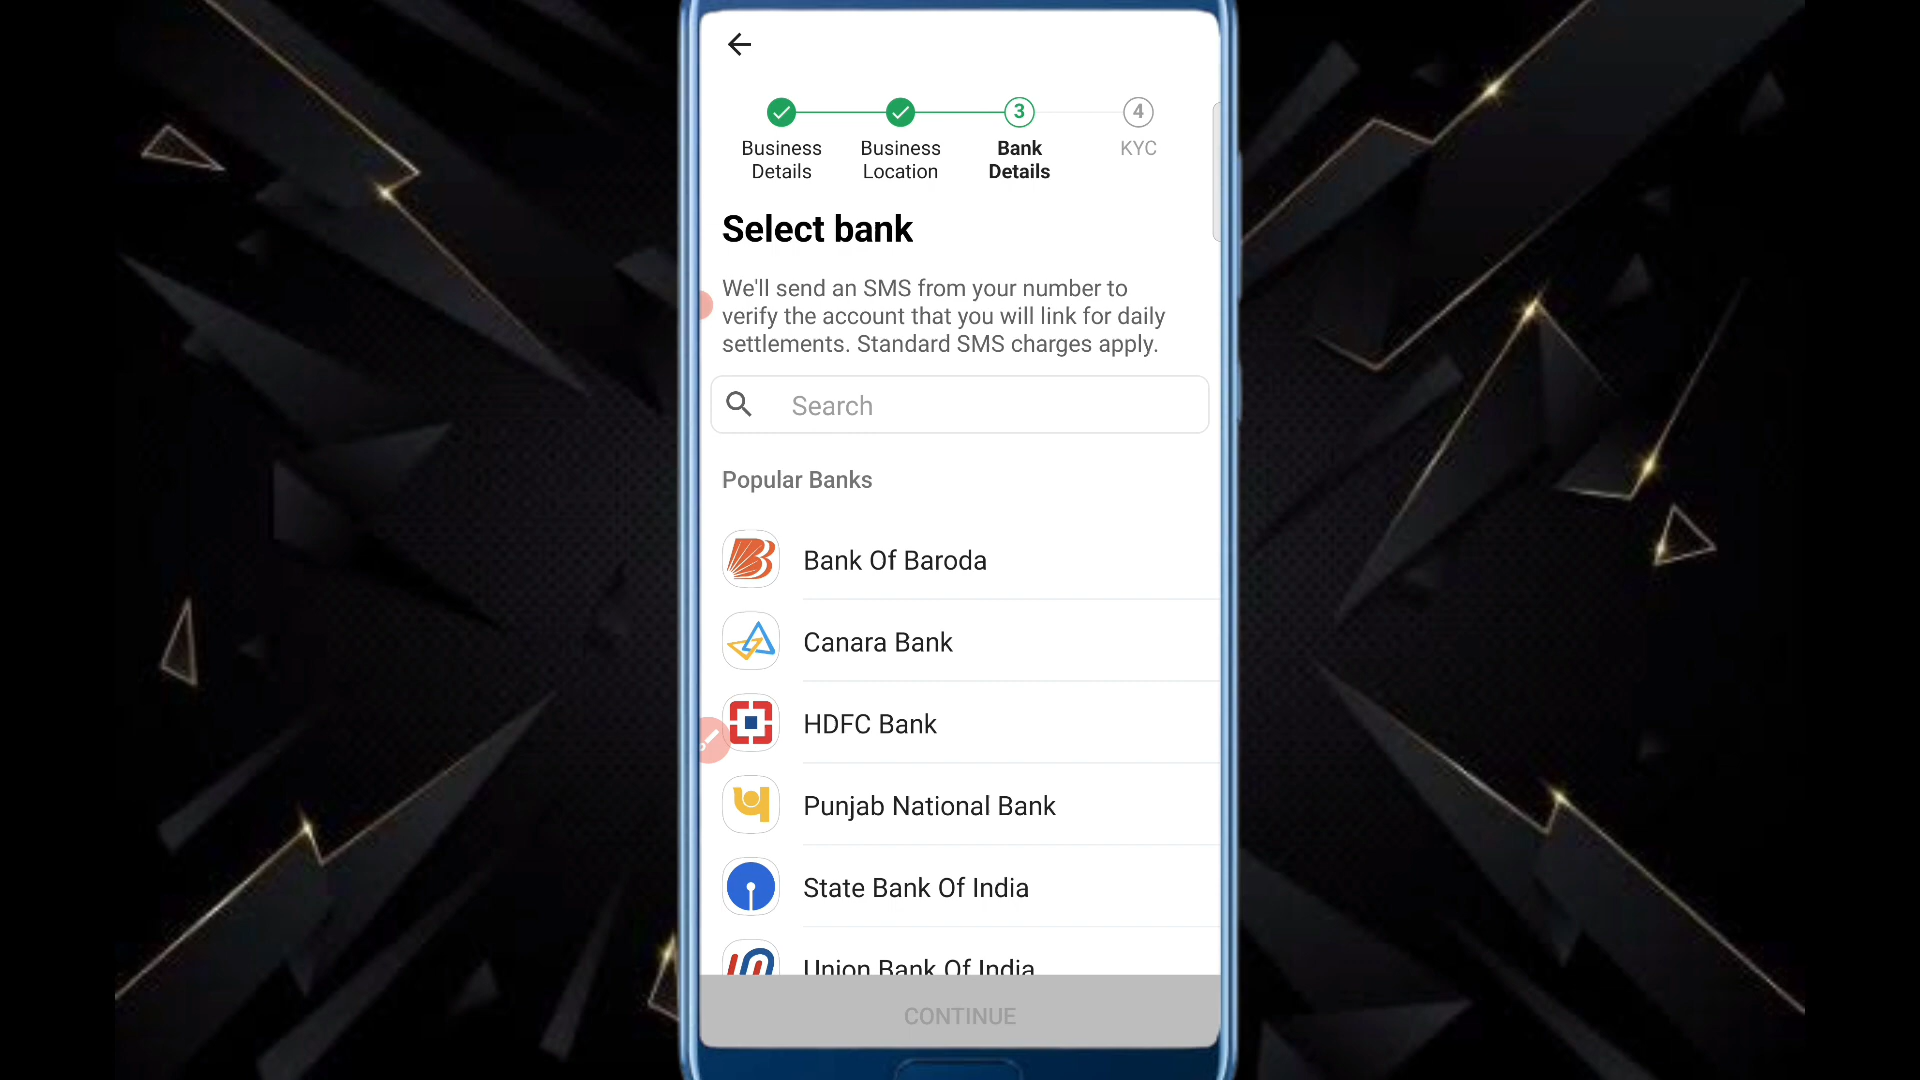 3
4
Business
Details
Business
Location
Bank
Details
KYC
Select bank
We'll send an SMS from your number to
verify the account that you will link for daily
settlements. Standard SMS charges apply.
Search
Popular Banks
Bank Of Baroda
Canara Bank
HDFC Bank
Punjab National Bank
State Bank Of India
Union Bank Of India
CONTINUE